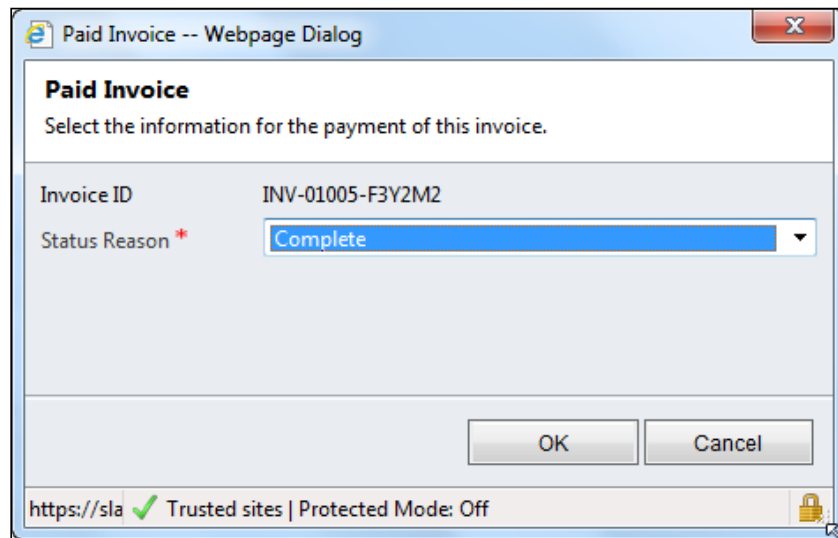 Paid Invoice -- Webpage Dialog
Paid Invoice
Select the information for the payment of this invoice.
Invoice ID INV-01005-F3Y2M2
Status Reason * Complete
OK Cancel
https://sla Trusted sites | Protected Mode: Off